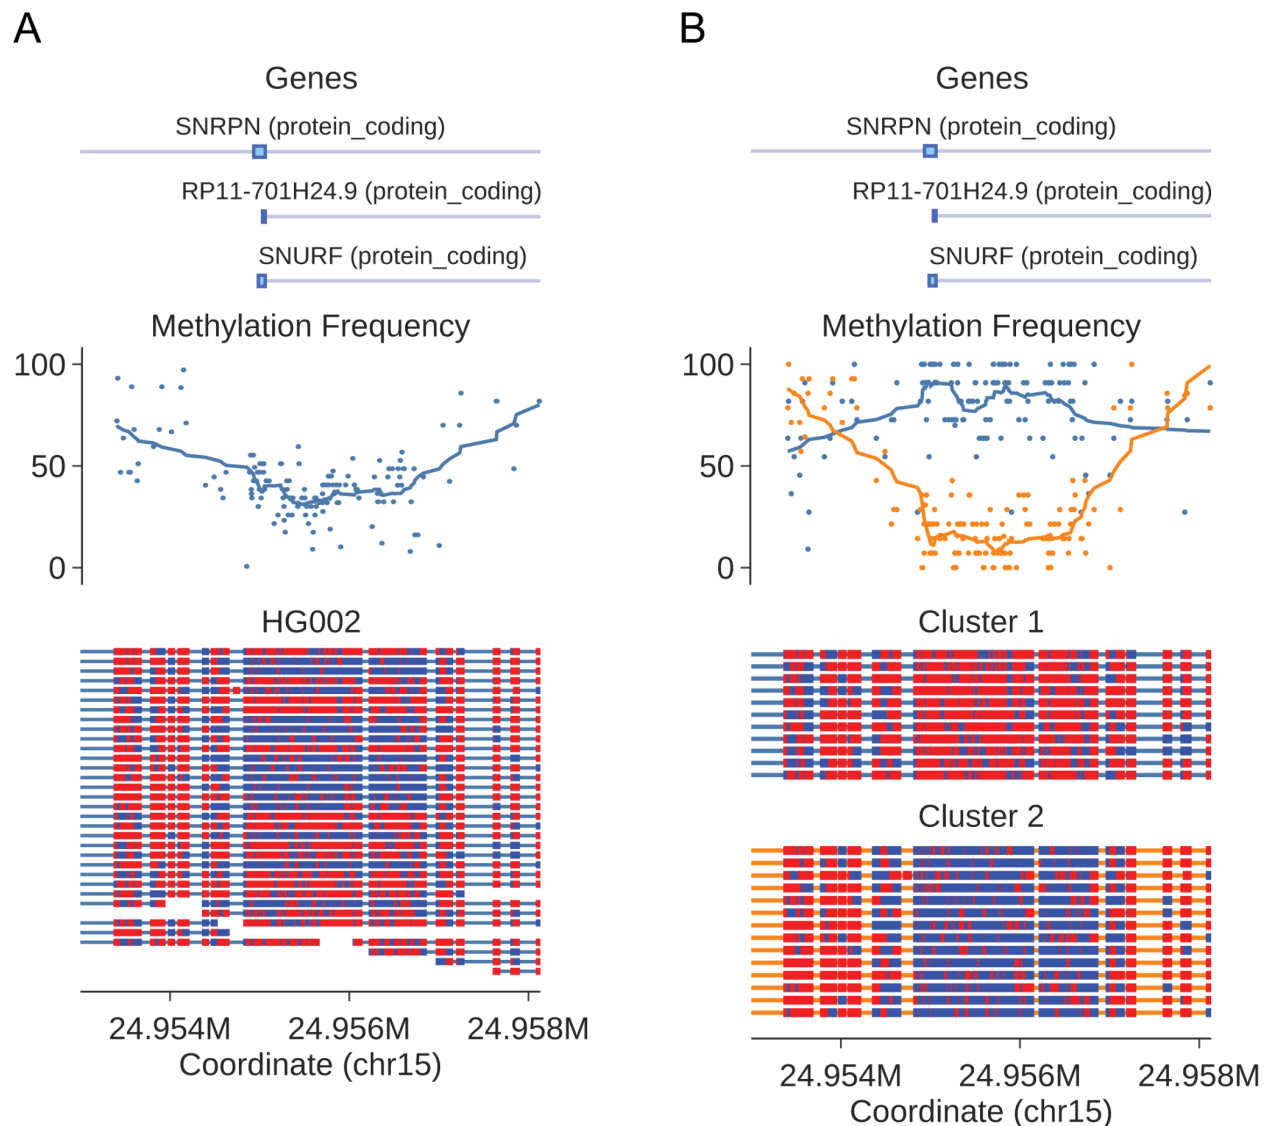 A
Genes
SNRPN (protein_coding)
RP11-701H24.9 (protein_coding)
SNURF (protein_coding)
Methylation Frequency
100
50
0
HG002
24.954M 24.956M 24.958M
Coordinate (chr15)
B
Genes
SNRPN (protein_coding)
RP11-701H24.9 (protein_coding)
SNURF (protein_coding)
Methylation Frequency
100
50
0
Cluster 1
Cluster 2
24.954M 24.956M 24.958M
Coordinate (chr15)